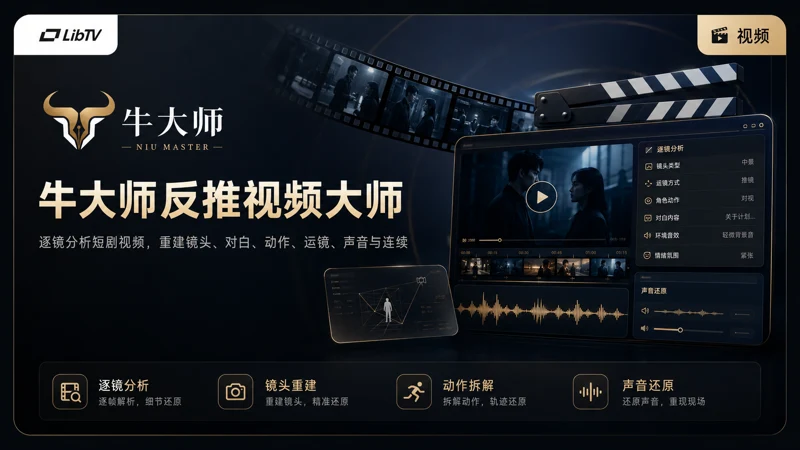 LibTV
视频
牛大师
NIU MASTER
牛大师反推视频大师
逐镜分析短剧视频，重建镜头、对白、动作、运镜、声音与连续
逐镜分析
镜头类型 中景
运镜方式 推镜
角色动作 对视
对白内容 关于计划...
环境音效 轻微背景音
情绪氛围 紧张
声音还原
逐镜分析
逐帧解析，细节还原
镜头重建
重建镜头，精准还原
动作拆解
拆解动作，轨迹还原
声音还原
还原声音，重现现场